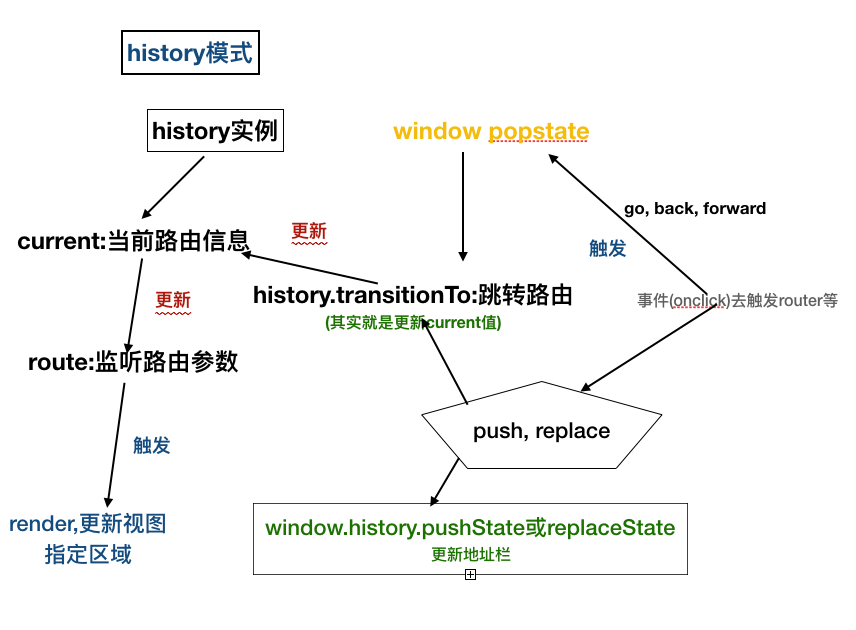 history模式
history实例
window popstate
go, back, forward
current:当前路由信息
更新
触发
history.transitionTo:跳转路由
(其实就是更新current值)
更新
事件(onclick)去触发router等
route:监听路由参数
push, replace
触发
render,更新视图
指定区域
window.history.pushState或replaceState
更新地址栏